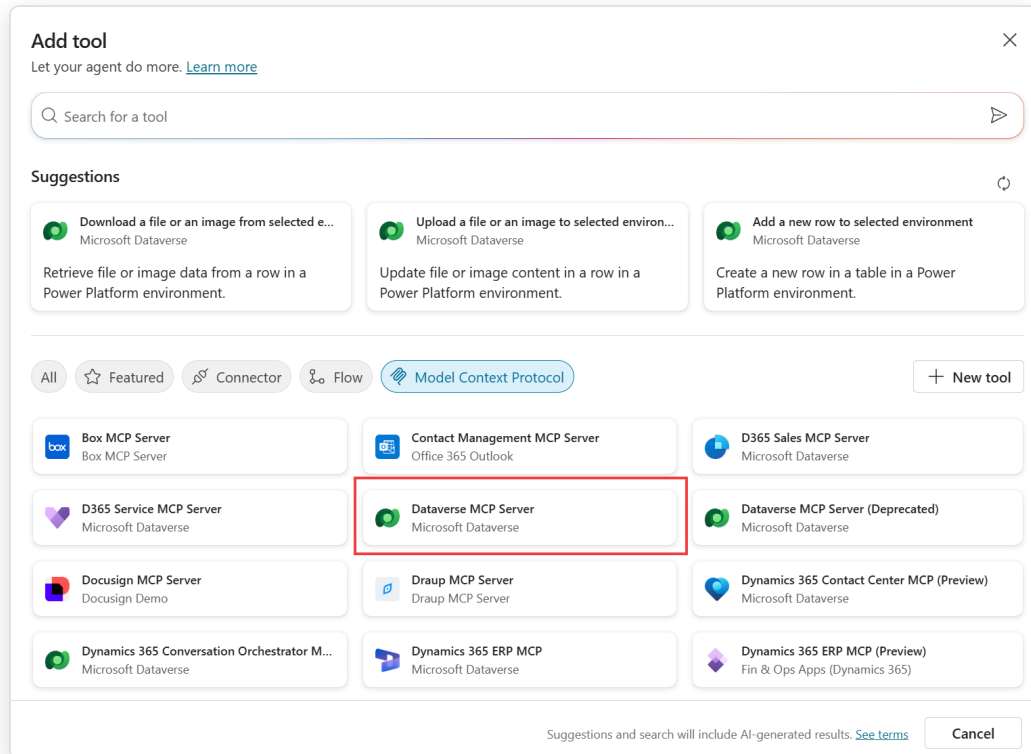 Add tool
Let your agent do more. Learn more
Search for a tool
Suggestions
Download a file or an image from selected e...
Microsoft Dataverse
Retrieve file or image data from a row in a
Power Platform environment.
Upload a file or an image to selected environ...
Microsoft Dataverse
Update file or image content in a row in a
Power Platform environment.
Add a new row to selected environment
Microsoft Dataverse
Create a new row in a table in a Power
Platform environment.
All
Featured
Connector
Flow
Model Context Protocol
New tool
box
Box MCP Server
Box MCP Server
Contact Management MCP Server
Office 365 Outlook
D365 Sales MCP Server
Microsoft Dataverse
D365 Service MCP Server
Microsoft Dataverse
Dataverse MCP Server
Microsoft Dataverse
Dataverse MCP Server (Deprecated)
Microsoft Dataverse
Docusign MCP Server
Docusign Demo
Draup MCP Server
Draup MCP Server
Dynamics 365 Contact Center MCP (Preview)
Microsoft Dataverse
Dynamics 365 Conversation Orchestrator M...
Microsoft Dataverse
Dynamics 365 ERP MCP
Microsoft Dataverse
Dynamics 365 ERP MCP (Preview)
Fin & Ops Apps (Dynamics 365)
Suggestions and search will include AI-generated results. See terms
Cancel